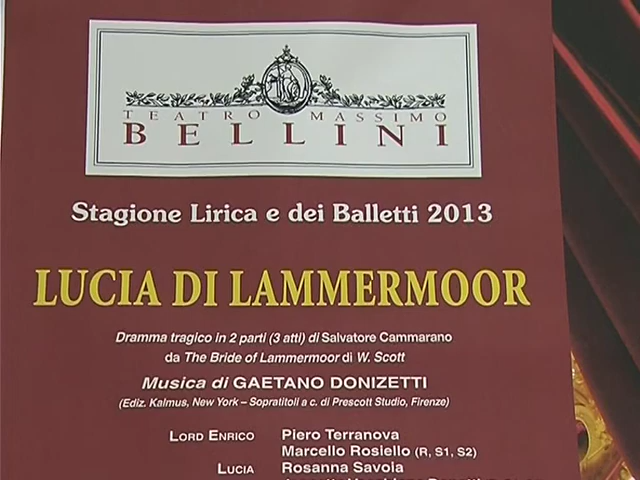 TEATRO MASSIMO
BELLINI
Stagione Lirica e dei Balletti 2013
LUCIA DI LAMMERMOOR
Dramma tragico in 2 parti (3 atti) di Salvatore Cammarano
da The Bride of Lammermoor di W. Scott
Musica di GAETANO DONIZETTI
(Ediz. Kalmus, New York – Sopratitoli a c. di Prescott Studio, Firenze)
LORD ENRICO Piero Terranova
Marcello Rosiello (R, S1, S2)
LUCIA Rosanna Savoia